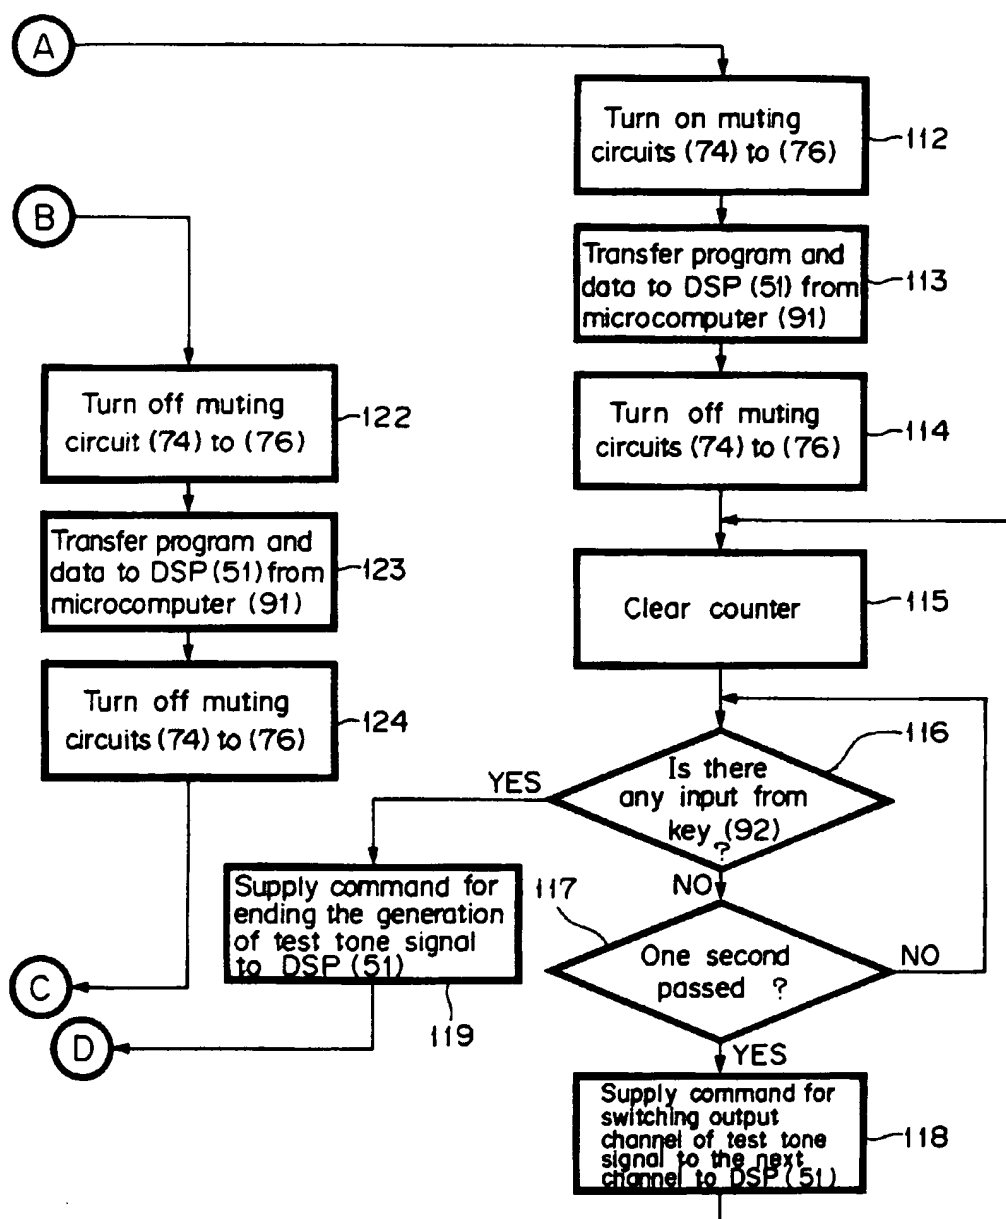 A
Turn on muting
circuits (74) to (76)
112
B
Transfer program and
data to DSP (51) from
microcomputer (91)
113
Turn off muting
circuit (74) to (76)
122
Turn off muting
circuits (74) to (76)
114
Transfer program and
data to DSP (51) from
microcomputer (91)
123
Clear counter
115
Turn off muting
circuits (74) to (76)
124
116
Is there
any input from
key (92)
?
YES
NO
Supply command for
ending the generation
of test tone signal
to DSP (51)
119
117
One second
passed ?
NO
YES
C
D
Supply command for
switching output
channel of test tone
signal to the next
channel to DSP (51)
118